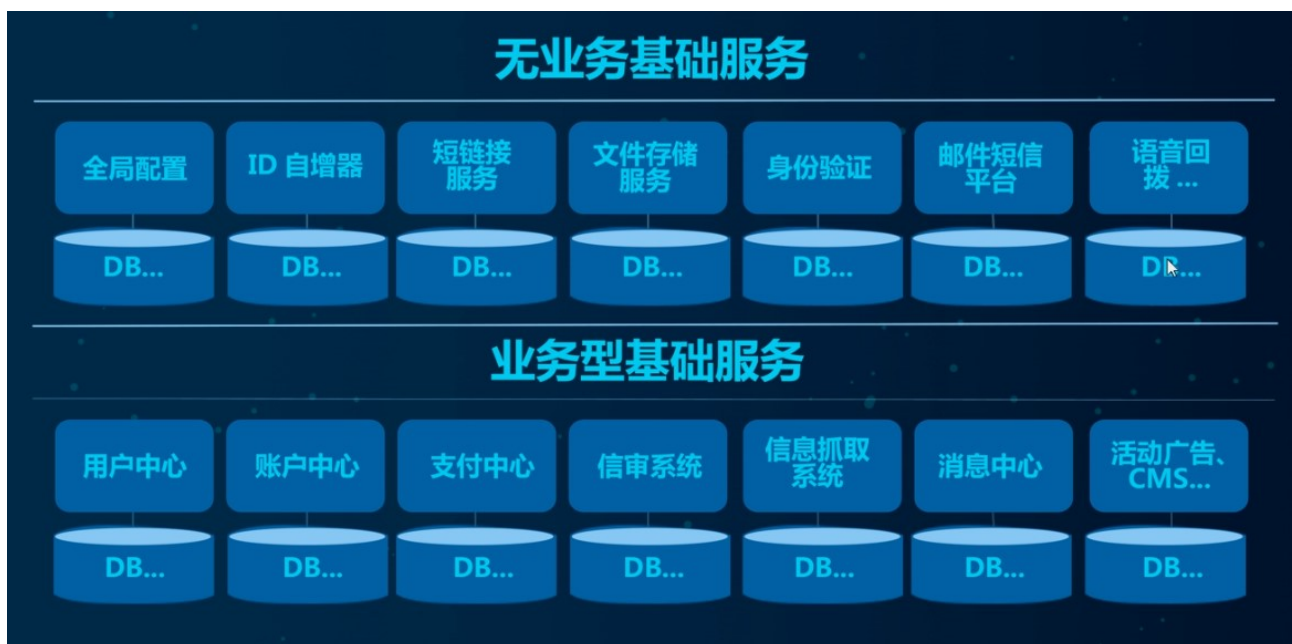 无业务基础服务
全局配置
ID 自增器
短链接
服务
文件存储
服务
身份验证
邮件短信
平台
语音回
拨 ...
DB...
DB...
DB...
DB...
DB...
DB...
DB...
业务型基础服务
用户中心
账户中心
支付中心
信审系统
信息抓取
系统
消息中心
活动广告、
CMS...
DB...
DB...
DB...
DB...
DB...
DB...
DB...